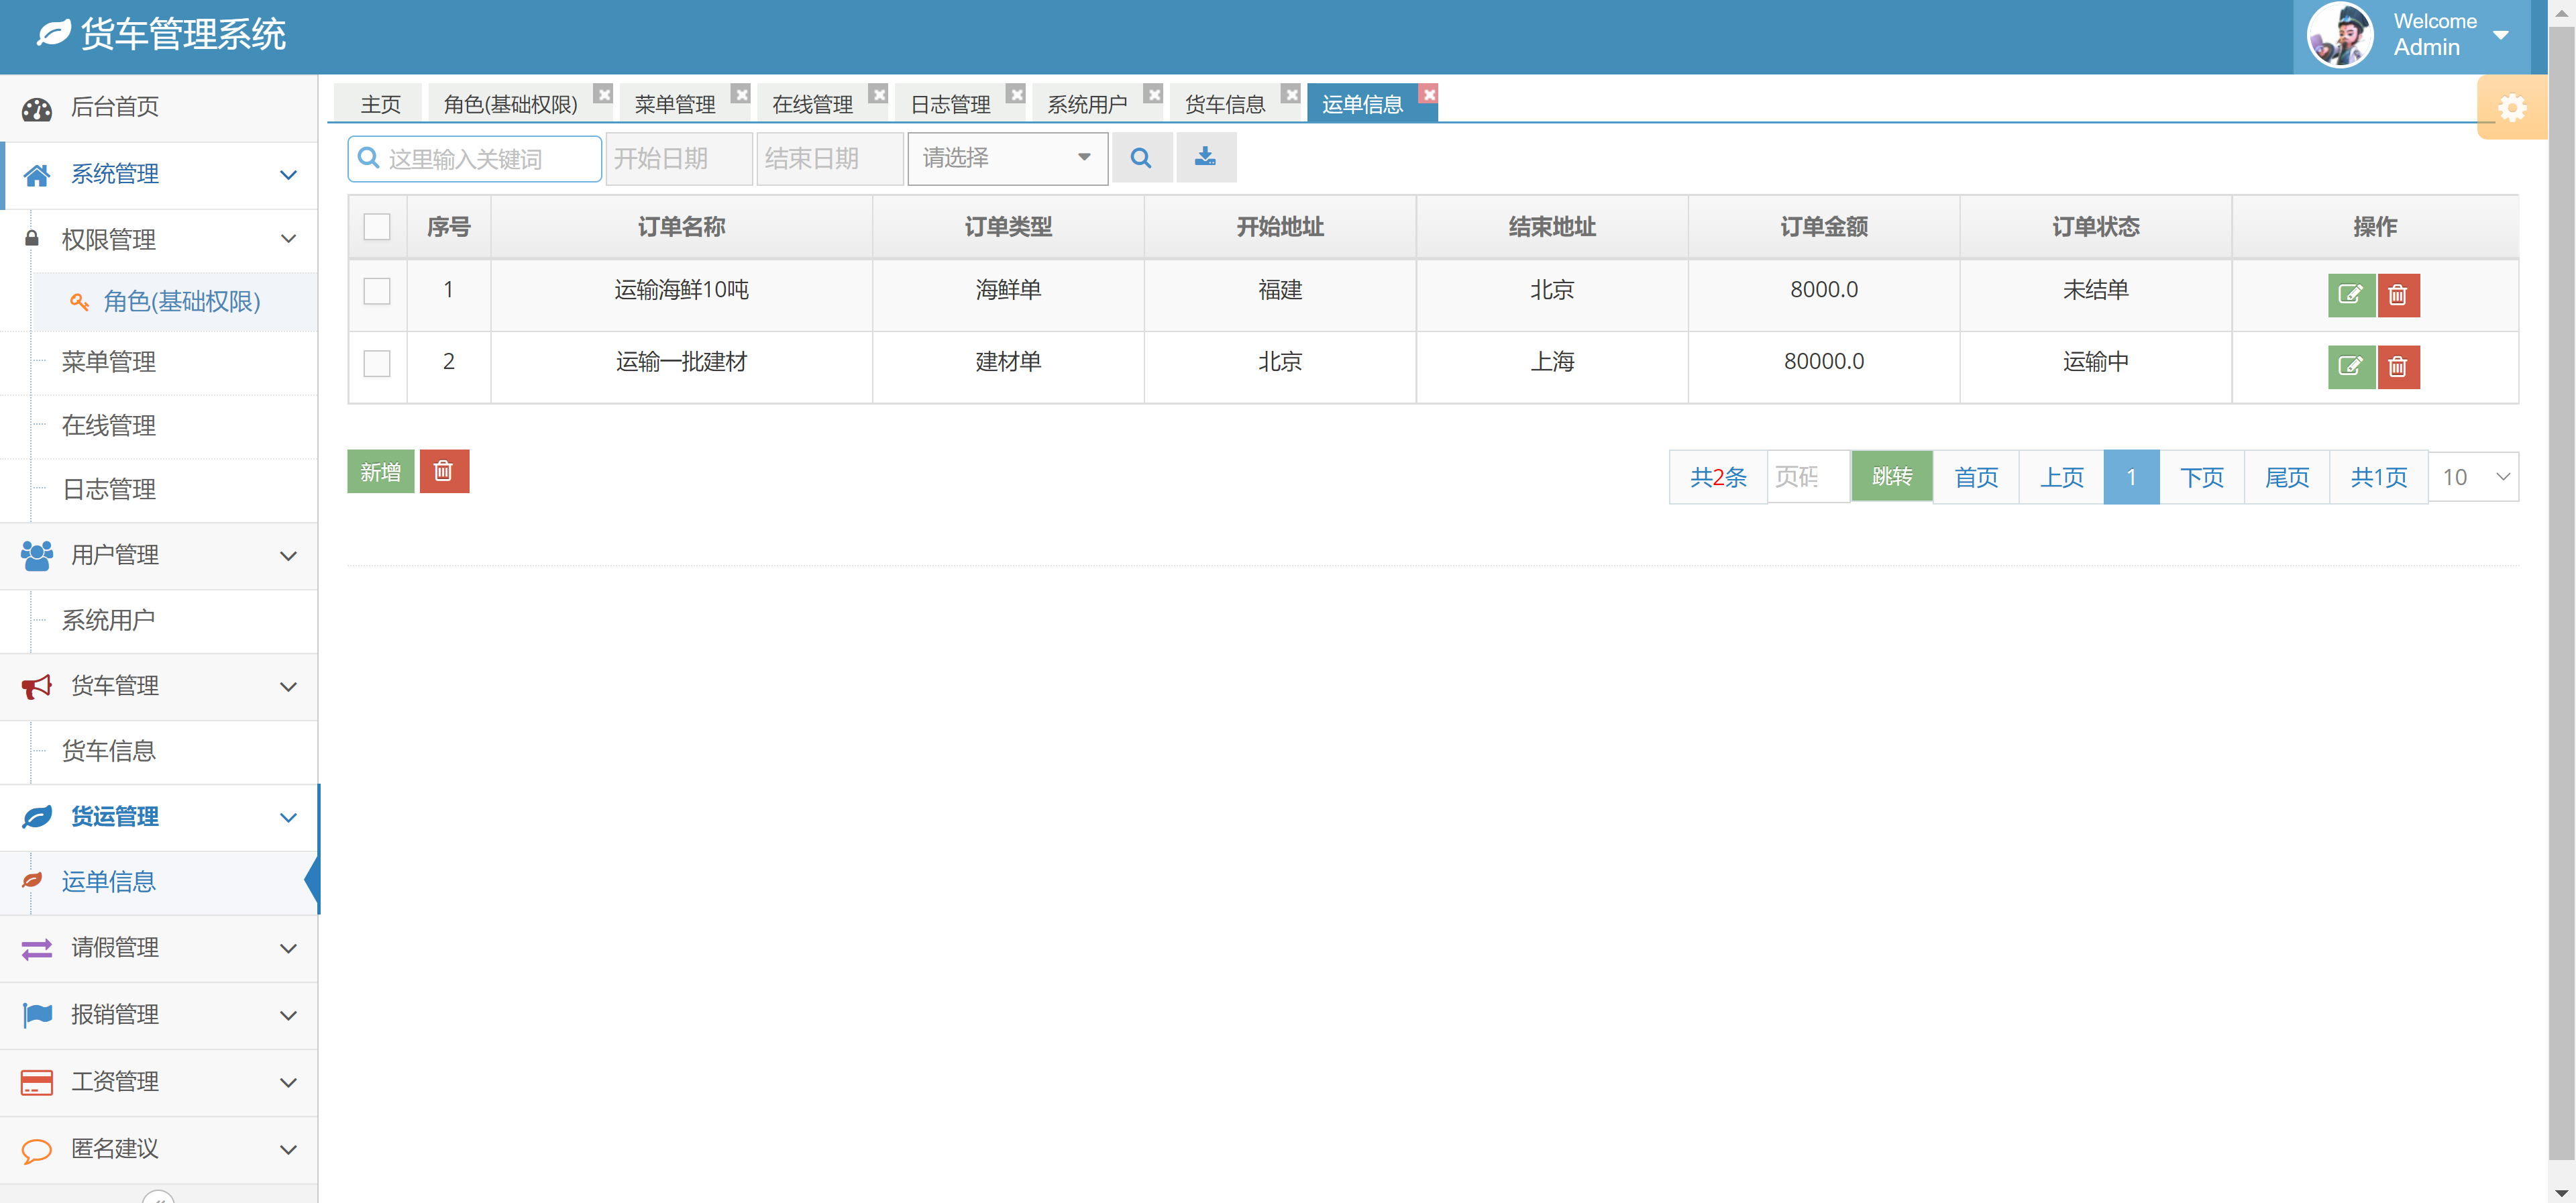 货车管理系统
Welcome
Admin
后台首页
系统管理
权限管理
角色(基础权限)
菜单管理
在线管理
日志管理
用户管理
系统用户
货车管理
货车信息
货运管理
运单信息
请假管理
报销管理
工资管理
匿名建议
主页 角色(基础权限) 菜单管理 在线管理 日志管理 系统用户 货车信息 运单信息
这里输入关键词 开始日期 结束日期 请选择
序号 订单名称 订单类型 开始地址 结束地址 订单金额 订单状态 操作
1 运输海鲜10吨 海鲜单 福建 北京 8000.0 未结单
2 运输一批建材 建材单 北京 上海 80000.0 运输中
新增
共2条 页码 跳转 首页 上页 1 下页 尾页 共1页 10